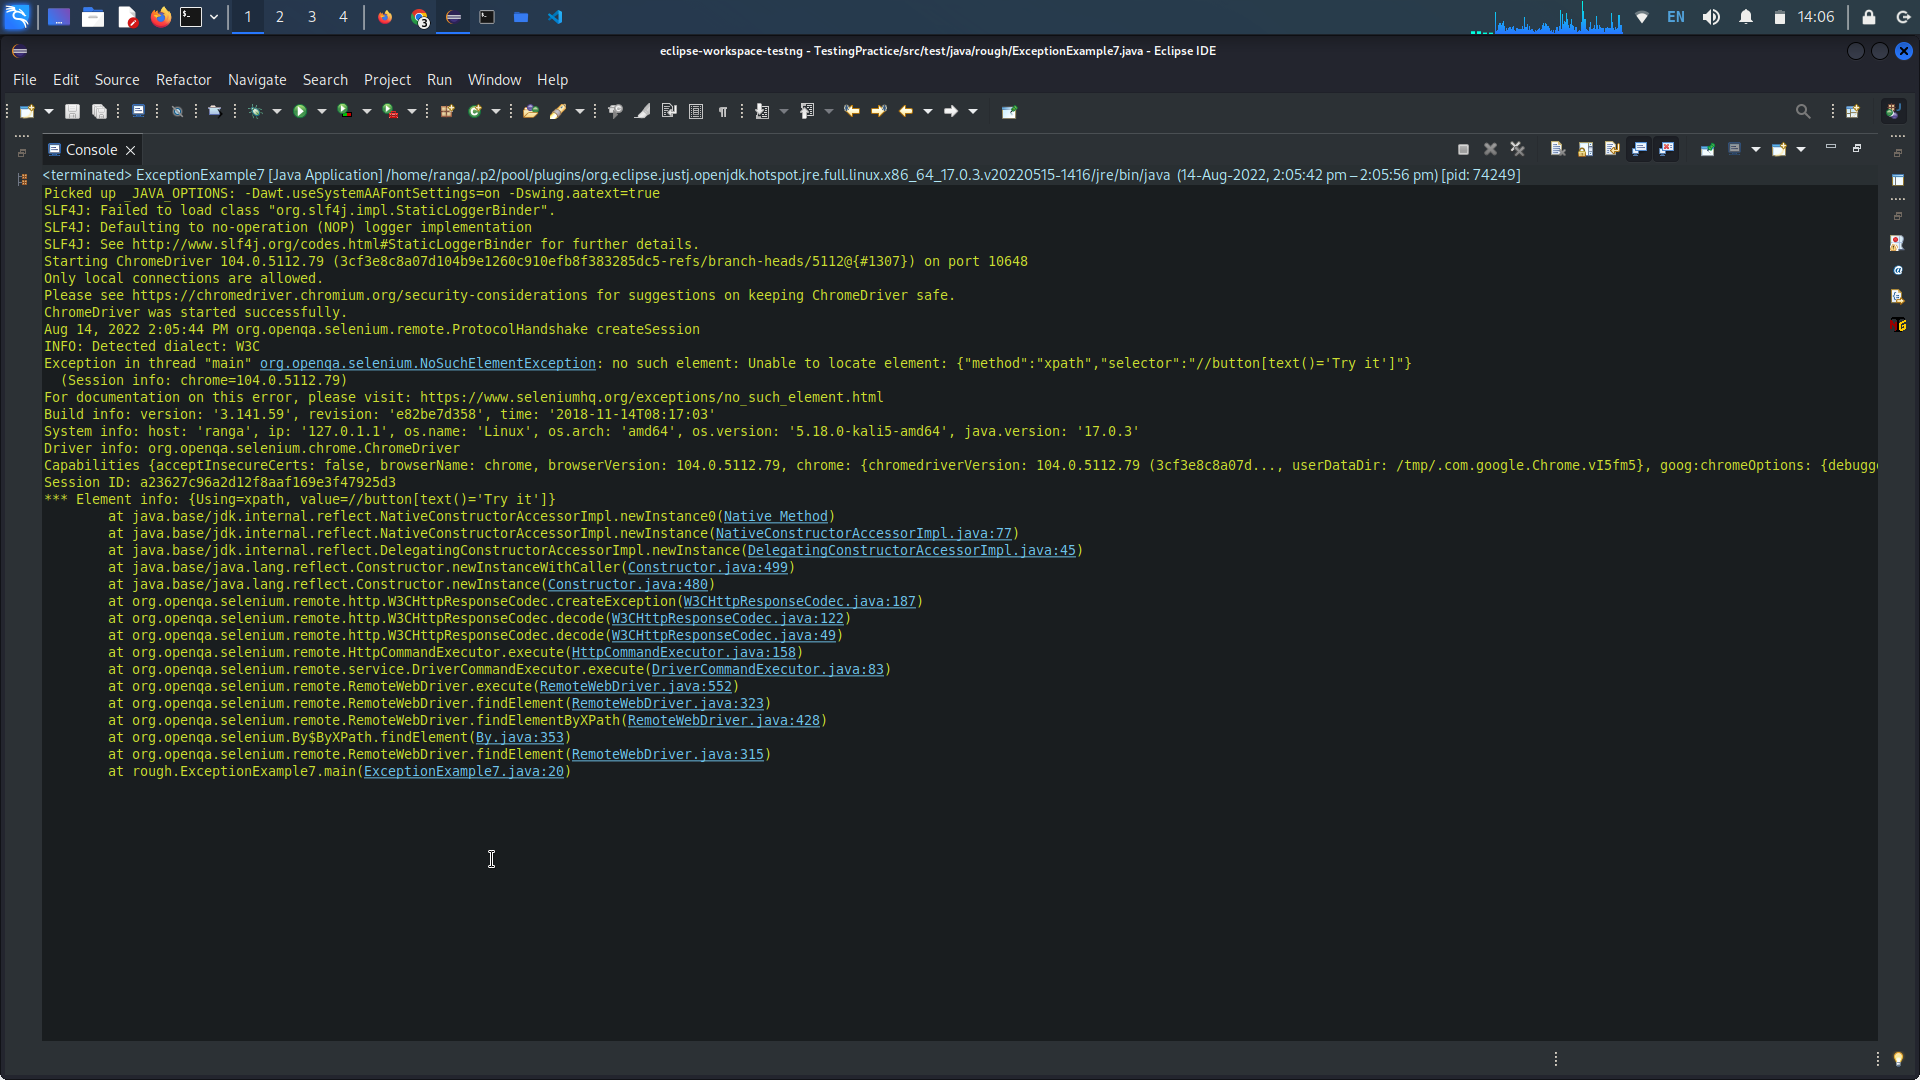 1 2 3 4 3 EN 14:06
eclipse-workspace-testng - TestingPractice/src/test/java/rough/ExceptionExample7.java - Eclipse IDE
File Edit Source Refactor Navigate Search Project Run Window Help
Console
<terminated> ExceptionExample7 [Java Application] /home/ranga/.p2/pool/plugins/org.eclipse.justj.openjdk.hotspot.jre.full.linux.x86_64_17.0.3.v20220515-1416/jre/bin/java (14-Aug-2022, 2:05:42 pm – 2:05:56 pm) [pid: 74249]
Picked up _JAVA_OPTIONS: -Dawt.useSystemAAFontSettings=on -Dswing.aatext=true
SLF4J: Failed to load class "org.slf4j.impl.StaticLoggerBinder".
SLF4J: Defaulting to no-operation (NOP) logger implementation
SLF4J: See http://www.slf4j.org/codes.html#StaticLoggerBinder for further details.
Starting ChromeDriver 104.0.5112.79 (3cf3e8c8a07d104b9e1260c910efb8f383285dc5-refs/branch-heads/5112@{#1307}) on port 10648
Only local connections are allowed.
Please see https://chromedriver.chromium.org/security-considerations for suggestions on keeping ChromeDriver safe.
ChromeDriver was started successfully.
Aug 14, 2022 2:05:44 PM org.openqa.selenium.remote.ProtocolHandshake createSession
INFO: Detected dialect: W3C
Exception in thread "main" org.openqa.selenium.NoSuchElementException: no such element: Unable to locate element: {"method":"xpath","selector":"//button[text()='Try it']"}
(Session info: chrome=104.0.5112.79)
For documentation on this error, please visit: https://www.seleniumhq.org/exceptions/no_such_element.html
Build info: version: '3.141.59', revision: 'e82be7d358', time: '2018-11-14T08:17:03'
System info: host: 'ranga', ip: '127.0.1.1', os.name: 'Linux', os.arch: 'amd64', os.version: '5.18.0-kali5-amd64', java.version: '17.0.3'
Driver info: org.openqa.selenium.chrome.ChromeDriver
Capabilities {acceptInsecureCerts: false, browserName: chrome, browserVersion: 104.0.5112.79, chrome: {chromedriverVersion: 104.0.5112.79 (3cf3e8c8a07d..., userDataDir: /tmp/.com.google.Chrome.vI5fm5}, goog:chromeOptions: {debugge
Session ID: a23627c96a2d12f8aaf169e3f47925d3
*** Element info: {Using=xpath, value=//button[text()='Try it']}
at java.base/jdk.internal.reflect.NativeConstructorAccessorImpl.newInstance0(Native Method)
at java.base/jdk.internal.reflect.NativeConstructorAccessorImpl.newInstance(NativeConstructorAccessorImpl.java:77)
at java.base/jdk.internal.reflect.DelegatingConstructorAccessorImpl.newInstance(DelegatingConstructorAccessorImpl.java:45)
at java.base/java.lang.reflect.Constructor.newInstanceWithCaller(Constructor.java:499)
at java.base/java.lang.reflect.Constructor.newInstance(Constructor.java:480)
at org.openqa.selenium.remote.http.W3CHttpResponseCodec.createException(W3CHttpResponseCodec.java:187)
at org.openqa.selenium.remote.http.W3CHttpResponseCodec.decode(W3CHttpResponseCodec.java:122)
at org.openqa.selenium.remote.http.W3CHttpResponseCodec.decode(W3CHttpResponseCodec.java:49)
at org.openqa.selenium.remote.HttpCommandExecutor.execute(HttpCommandExecutor.java:158)
at org.openqa.selenium.remote.service.DriverCommandExecutor.execute(DriverCommandExecutor.java:83)
at org.openqa.selenium.remote.RemoteWebDriver.execute(RemoteWebDriver.java:552)
at org.openqa.selenium.remote.RemoteWebDriver.findElement(RemoteWebDriver.java:323)
at org.openqa.selenium.remote.RemoteWebDriver.findElementByXPath(RemoteWebDriver.java:428)
at org.openqa.selenium.By$ByXPath.findElement(By.java:353)
at org.openqa.selenium.remote.RemoteWebDriver.findElement(RemoteWebDriver.java:315)
at rough.ExceptionExample7.main(ExceptionExample7.java:20)